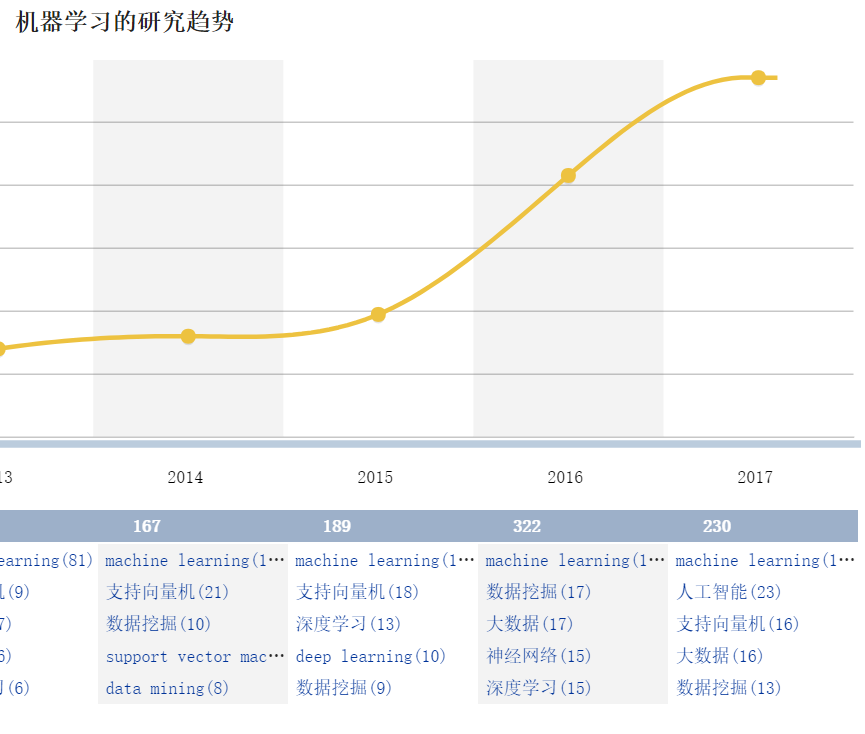 机器学习的研究趋势
13 2014 2015 2016 2017
167 189 322 230
earning(81) machine learning(1… machine learning(1… machine learning(1… machine learning(1…
(9) 支持向量机(21) 支持向量机(18) 数据挖掘(17) 人工智能(23)
7) 数据挖掘(10) 深度学习(13) 大数据(17) 支持向量机(16)
6) support vector mac… deep learning(10) 神经网络(15) 大数据(16)
(6) data mining(8) 数据挖掘(9) 深度学习(15) 数据挖掘(13)